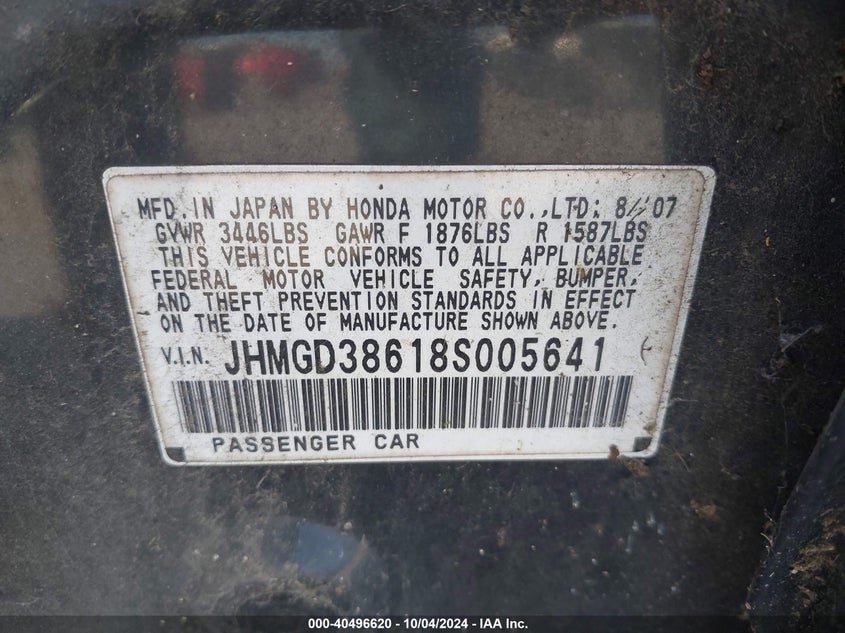 MFD. IN JAPAN BY HONDA MOTOR CO.,LTD: 8/'07
GVWR 3446LBS GAWR F 1876LBS R 1587LBS
THIS VEHICLE CONFORMS TO ALL APPLICABLE
FEDERAL MOTOR VEHICLE SAFETY, BUMPER,
AND THEFT PREVENTION STANDARDS IN EFFECT
ON THE DATE OF MANUFACTURE SHOWN ABOVE.
V.I.N. JHMGD38618S005641
PASSENGER CAR
000-40496620 - 10/04/2024 - IAA Inc.